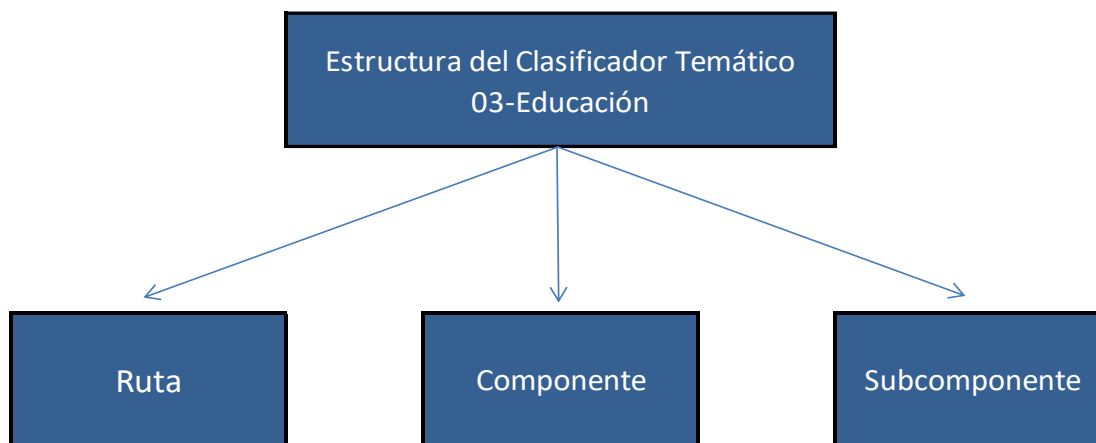 Estructura del Clasificador Temático
03-Educación
Ruta
Componente
Subcomponente